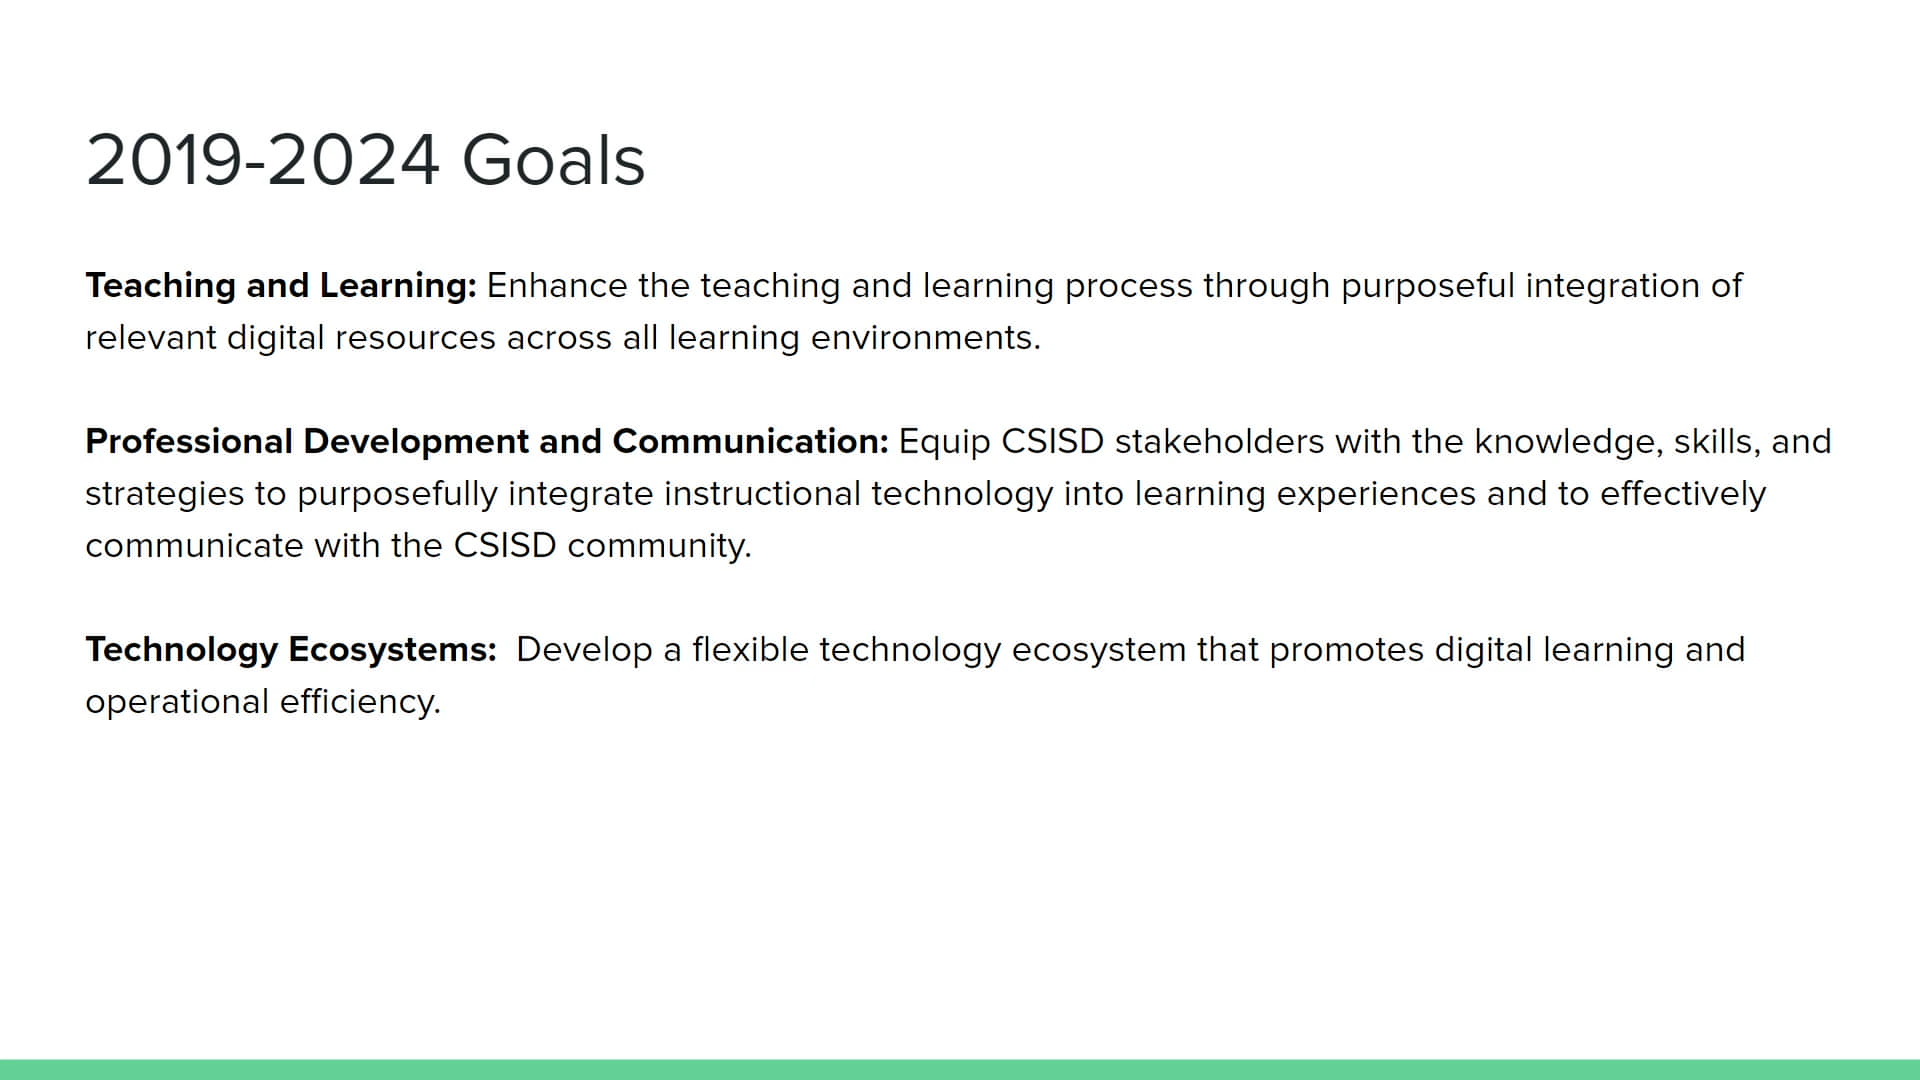 2019-2024 Goals
Teaching and Learning: Enhance the teaching and learning process through purposeful integration of
relevant digital resources across all learning environments.
Professional Development and Communication: Equip CSISD stakeholders with the knowledge, skills, and
strategies to purposefully integrate instructional technology into learning experiences and to effectively
communicate with the CSISD community.
Technology Ecosystems:  Develop a flexible technology ecosystem that promotes digital learning and
operational efficiency.